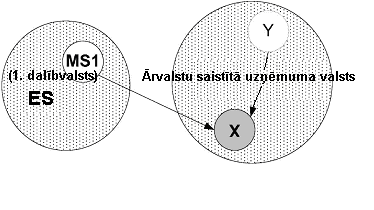 Y
MS1
(1. dalībvalsts) Ārvalstu saistītā uzņēmuma valsts
ES
X